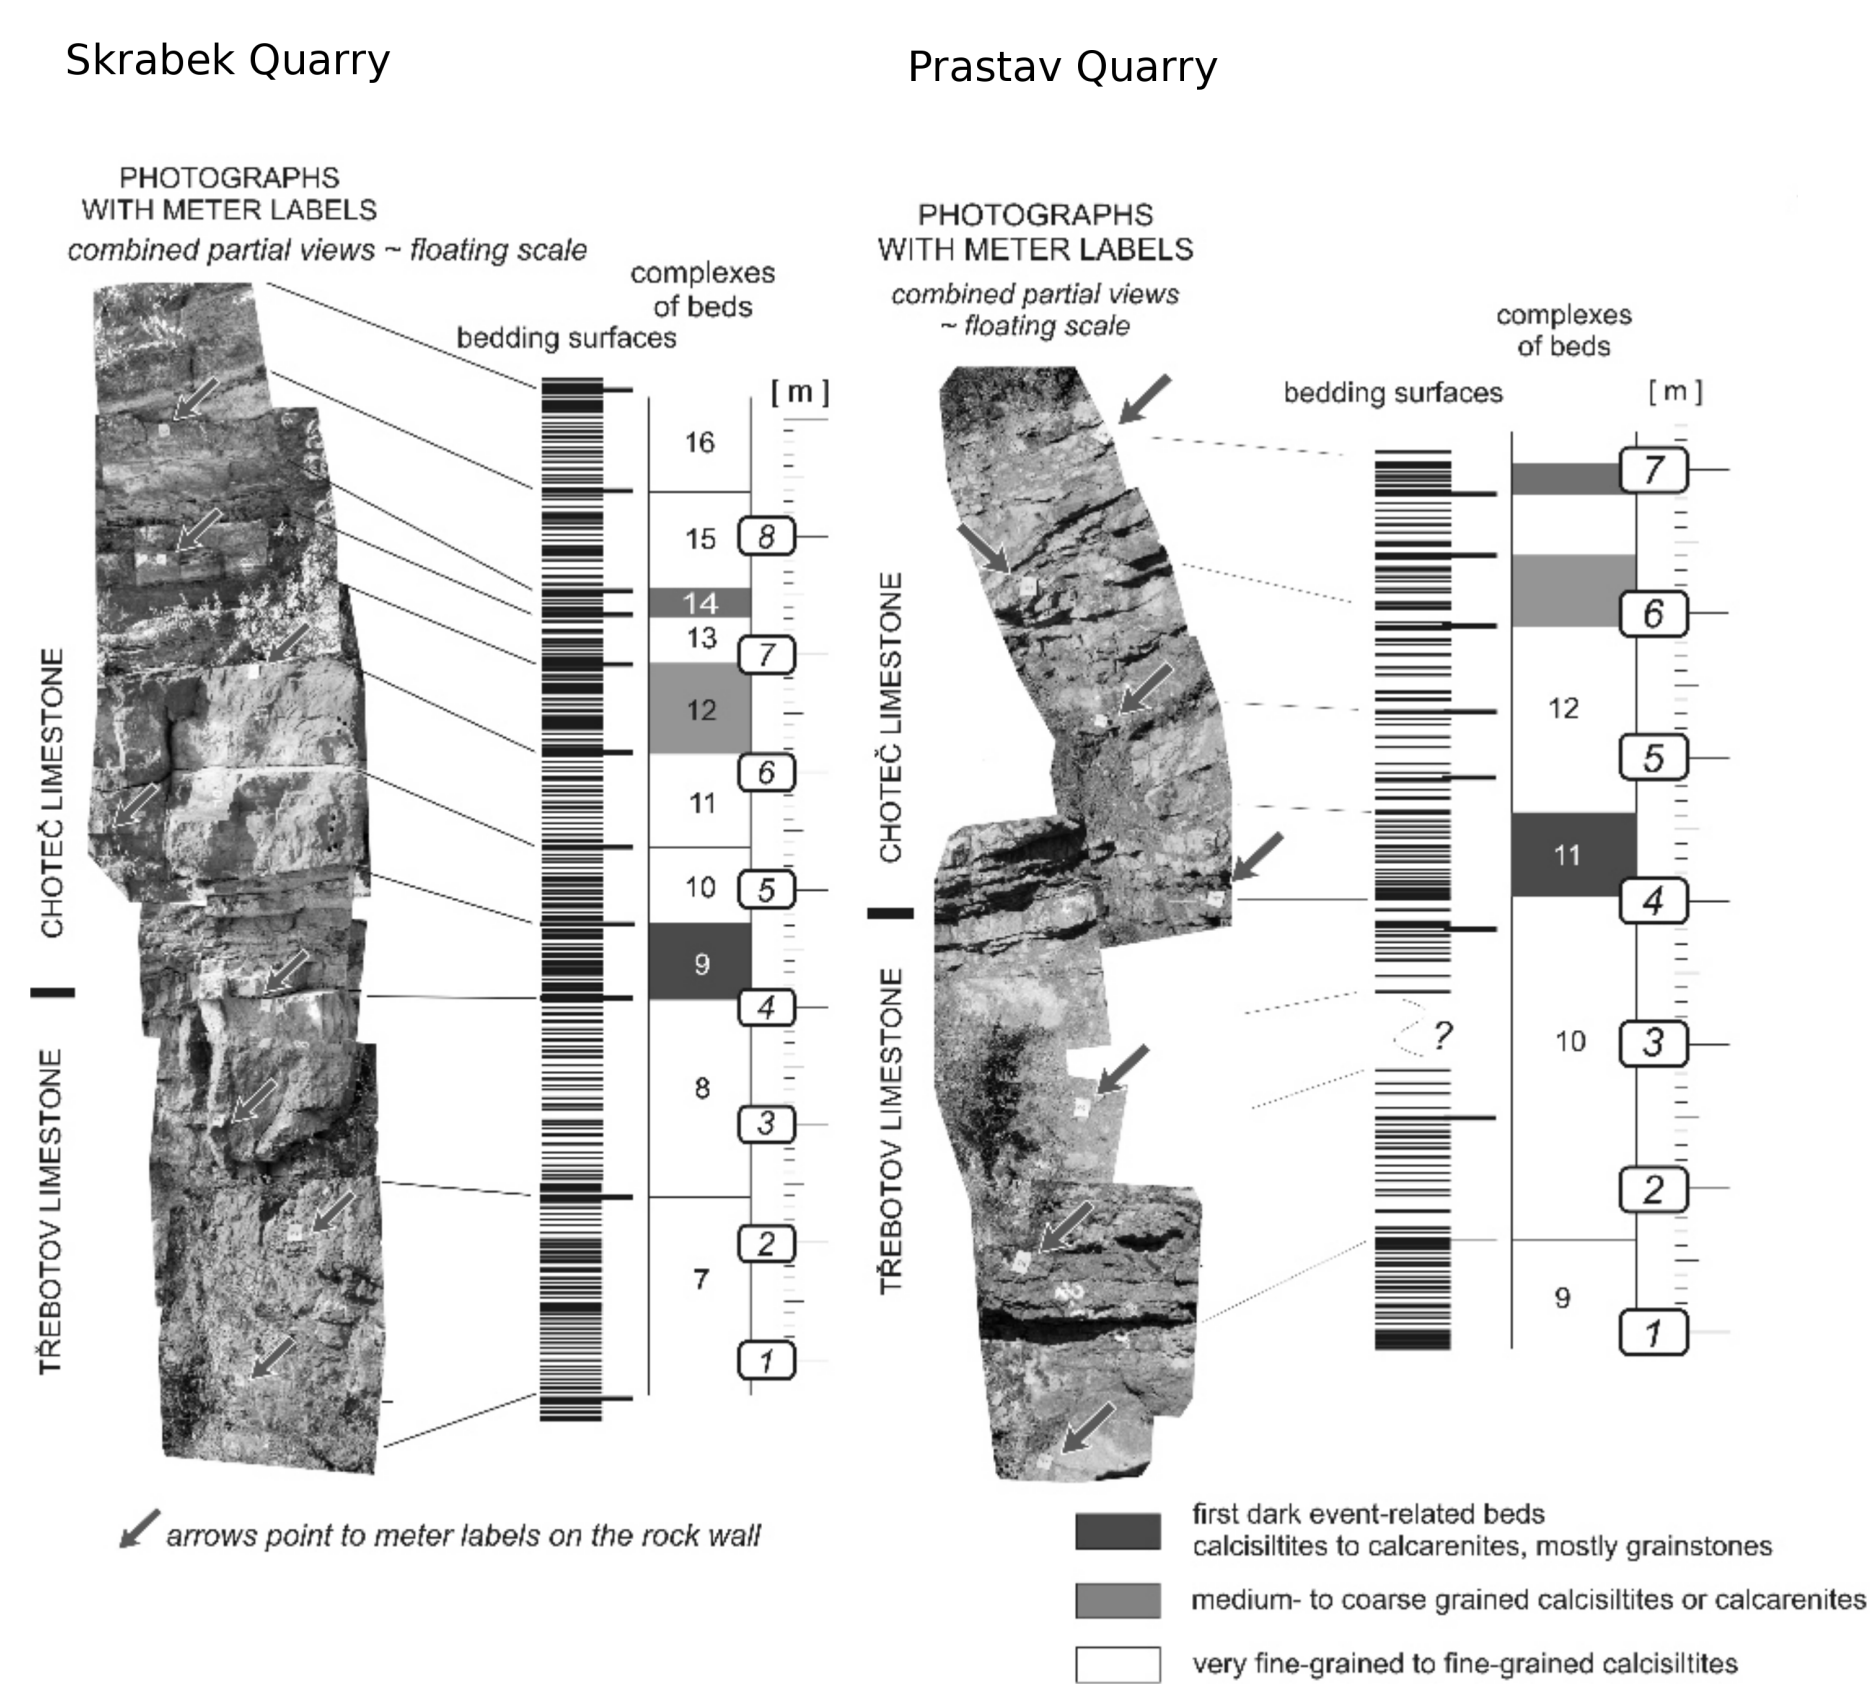 Skrabek Quarry
PHOTOGRAPHS
WITH METER LABELS
combined partial views ~ floating scale
complexes
of beds
bedding surfaces
[ m ]
16
15
8
14
13
7
12
6
11
10
5
9
4
8
3
2
7
1
CHOTEČ LIMESTONE
TŘEBOTOV LIMESTONE
arrows point to meter labels on the rock wall
Prastav Quarry
PHOTOGRAPHS
WITH METER LABELS
combined partial views
~ floating scale
complexes
of beds
bedding surfaces
[ m ]
7
6
12
5
11
4
10
3
?
2
9
1
CHOTEČ LIMESTONE
TŘEBOTOV LIMESTONE
first dark event-related beds
calcisiltites to calcarenites, mostly grainstones
medium- to coarse grained calcisiltites or calcarenites
very fine-grained to fine-grained calcisiltites